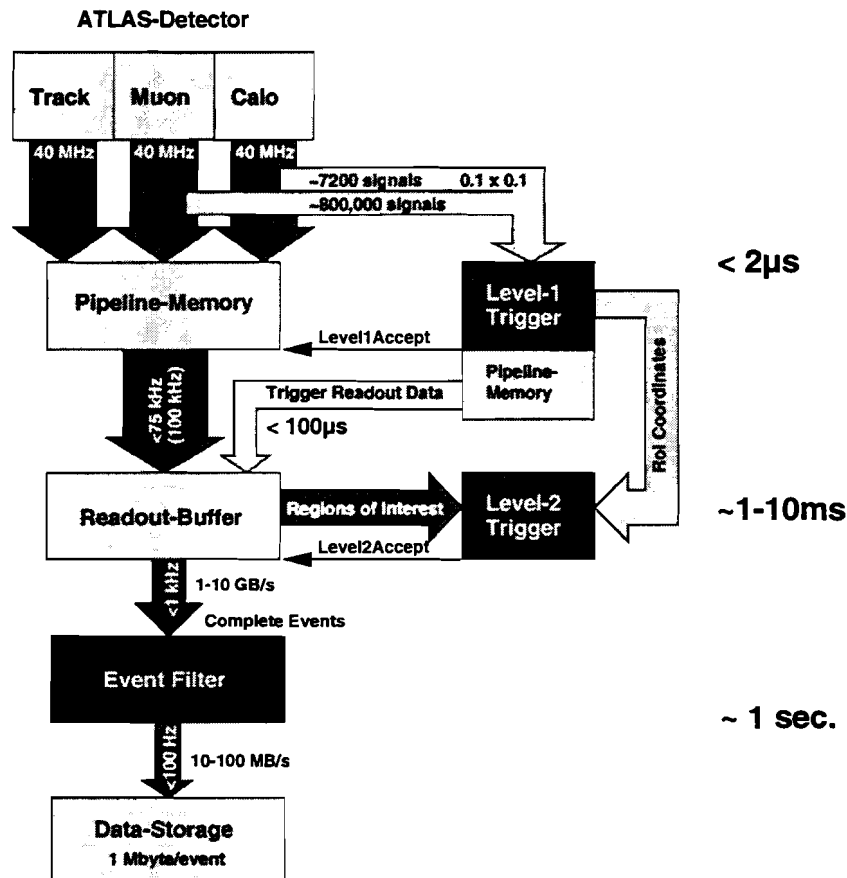 ATLAS-Detector
Track Muon Calo
40 MHz 40 MHz 40 MHz
~7200 signals 0.1 x 0.1
~800,000 signals
< 2µs
Pipeline-Memory
Level-1
Trigger
Level1Accept
Pipeline-
Memory
Trigger Readout Data
<75 kHz
(100 kHz)
< 100µs
RoI Coordinates
Readout-Buffer
Regions of Interest
Level-2
Trigger
~1-10ms
Level2Accept
<1 kHz
1-10 GB/s
Complete Events
Event Filter
~ 1 sec.
<100 Hz
10-100 MB/s
Data-Storage
1 Mbyte/event